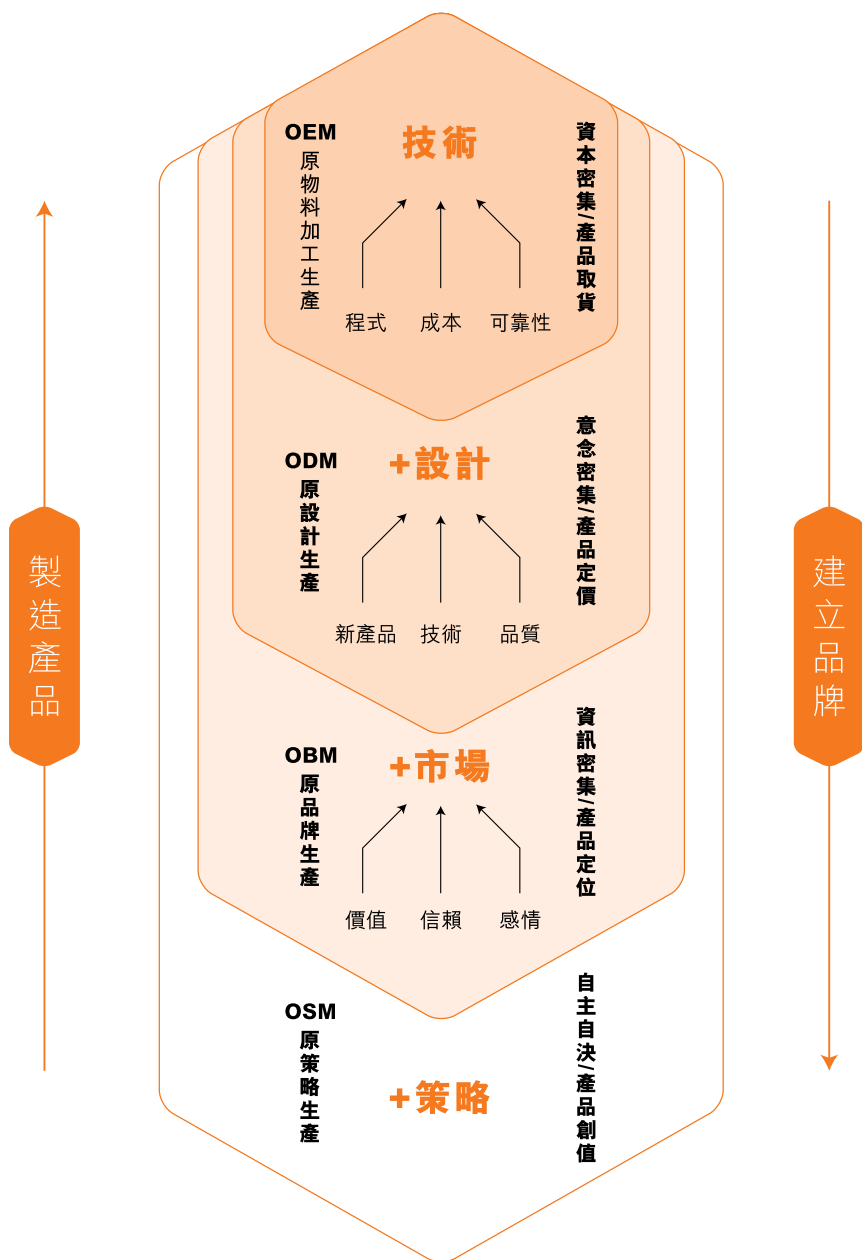 製造產品
OEM
原物料加工生產
技術
資本密集/產品取貨
程式 成本 可靠性
ODM
原設計生產
+設計
意念密集/產品定價
新產品 技術 品質
OBM
原品牌生產
+市場
資訊密集/產品定位
價值 信賴 感情
OSM
原策略生產
+策略
自主自決/產品創值
建立品牌